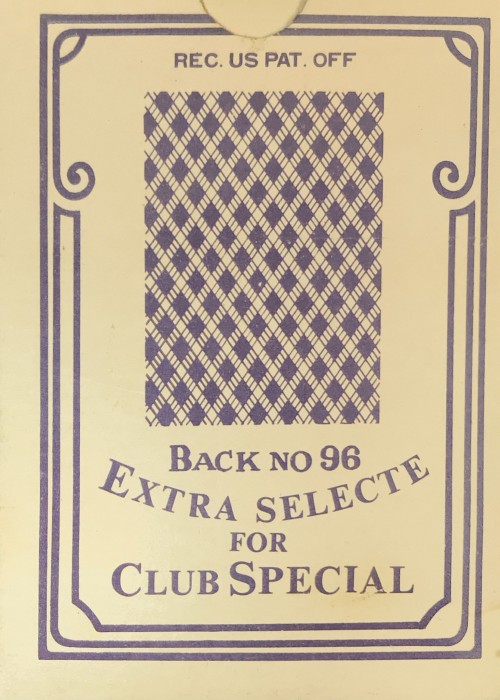 REC. US PAT. OFF
BACK NO 96
EXTRA SELECTE
FOR
CLUB SPECIAL